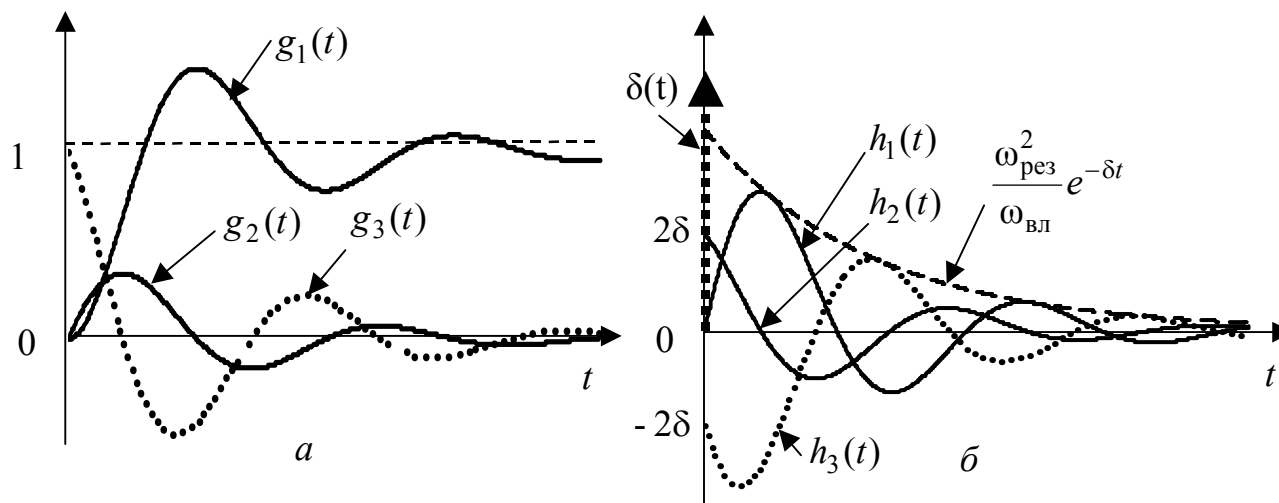 g₁(t)
1
g₂(t)
g₃(t)
0
t
а
δ(t)
h₁(t)
h₂(t)
ω²рез/ωвл e^(−δt)
2δ
0
t
- 2δ
h₃(t)
б